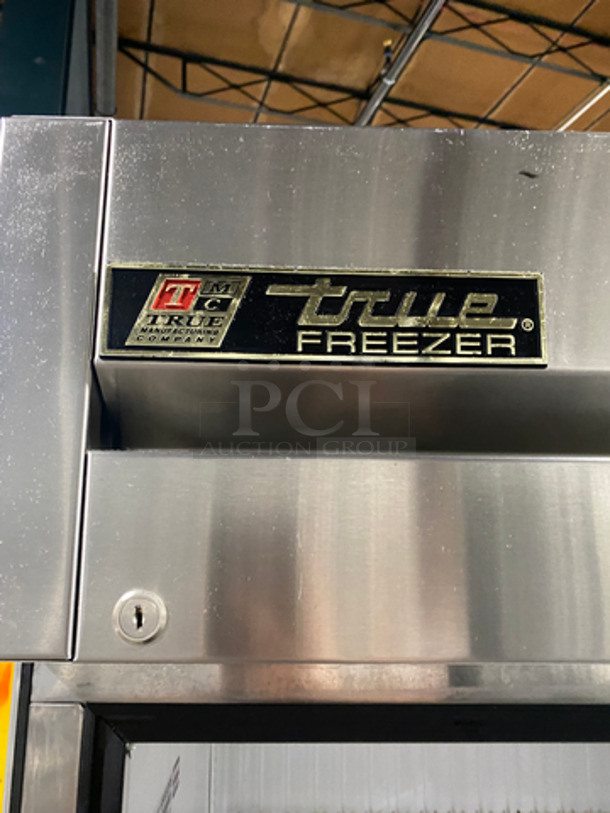 T M
C
TRUE
MANUFACTURING
COMPANY
true®
FREEZER
PCI
AUCTION GROUP